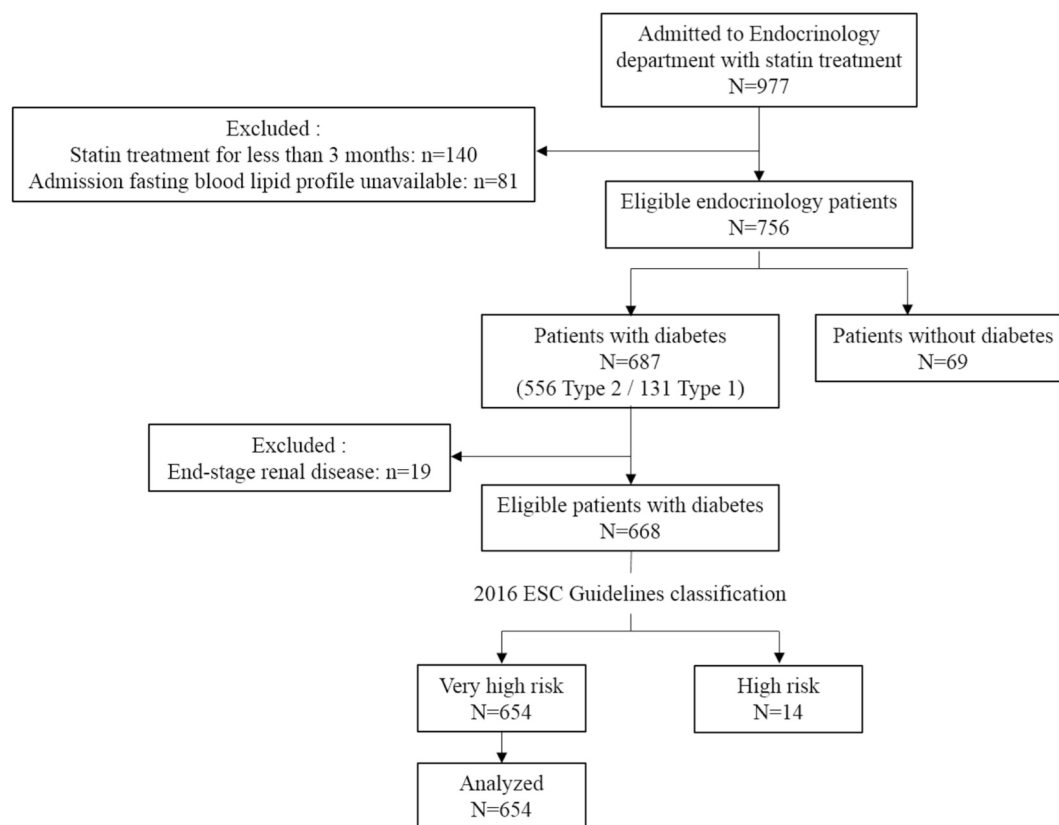 Admitted to Endocrinology
department with statin treatment
N=977
Excluded :
Statin treatment for less than 3 months: n=140
Admission fasting blood lipid profile unavailable: n=81
Eligible endocrinology patients
N=756
Patients with diabetes
N=687
(556 Type 2 / 131 Type 1)
Patients without diabetes
N=69
Excluded :
End-stage renal disease: n=19
Eligible patients with diabetes
N=668
2016 ESC Guidelines classification
Very high risk
N=654
High risk
N=14
Analyzed
N=654